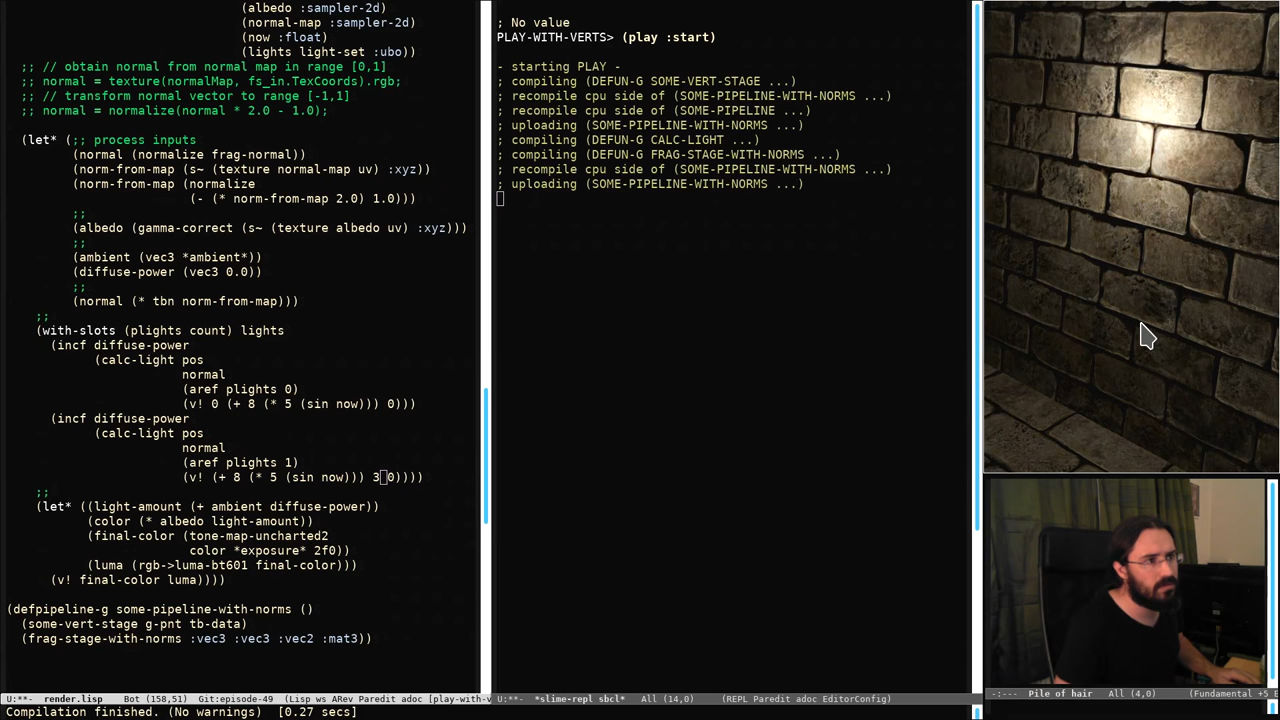 (albedo :sampler-2d)
(normal-map :sampler-2d)
(now :float)
(lights light-set :ubo))
;; // obtain normal from normal map in range [0,1]
;; normal = texture(normalMap, fs_in.TexCoords).rgb;
;; // transform normal vector to range [-1,1]
;; normal = normalize(normal * 2.0 - 1.0);
(let* (;; process inputs
(normal (normalize frag-normal))
(norm-from-map (s~ (texture normal-map uv) :xyz))
(norm-from-map (normalize
(- (* norm-from-map 2.0) 1.0)))
;;
(albedo (gamma-correct (s~ (texture albedo uv) :xyz)))
;;
(ambient (vec3 *ambient*))
(diffuse-power (vec3 0.0))
;;
(normal (* tbn norm-from-map)))
;;
(with-slots (plights count) lights
(incf diffuse-power
(calc-light pos
normal
(aref plights 0)
(v! 0 (+ 8 (* 5 (sin now))) 0)))
(incf diffuse-power
(calc-light pos
normal
(aref plights 1)
(v! (+ 8 (* 5 (sin now))) 3 0))))
;;
(let* ((light-amount (+ ambient diffuse-power))
(color (* albedo light-amount))
(final-color (tone-map-uncharted2
color *exposure* 2f0))
(luma (rgb->luma-bt601 final-color)))
(v! final-color luma))))
(defpipeline-g some-pipeline-with-norms ()
(some-vert-stage g-pnt tb-data)
(frag-stage-with-norms :vec3 :vec3 :vec2 :mat3))
U:**- render.lisp Bot (158,51) Git:episode-49 (Lisp ws ARev Paredit adoc [play-with-v
Compilation finished. (No warnings) [0.27 secs]
; No value
PLAY-WITH-VERTS> (play :start)
- starting PLAY -
; compiling (DEFUN-G SOME-VERT-STAGE ...)
; recompile cpu side of (SOME-PIPELINE-WITH-NORMS ...)
; recompile cpu side of (SOME-PIPELINE ...)
; uploading (SOME-PIPELINE-WITH-NORMS ...)
; compiling (DEFUN-G CALC-LIGHT ...)
; compiling (DEFUN-G FRAG-STAGE-WITH-NORMS ...)
; recompile cpu side of (SOME-PIPELINE-WITH-NORMS ...)
; uploading (SOME-PIPELINE-WITH-NORMS ...)
U:**- *slime-repl sbcl* All (14,0) (REPL Paredit adoc EditorConfig)
-:--- Pile of hair All (4,0) (Fundamental +5 E